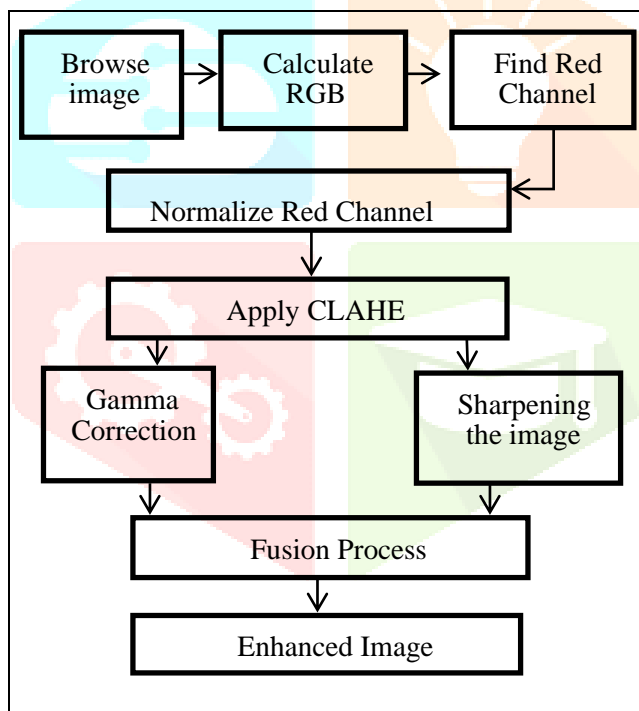 Browse
image
Calculate
RGB
Find Red
Channel
Normalize Red Channel
Apply CLAHE
Gamma
Correction
Sharpening
the image
Fusion Process
Enhanced Image